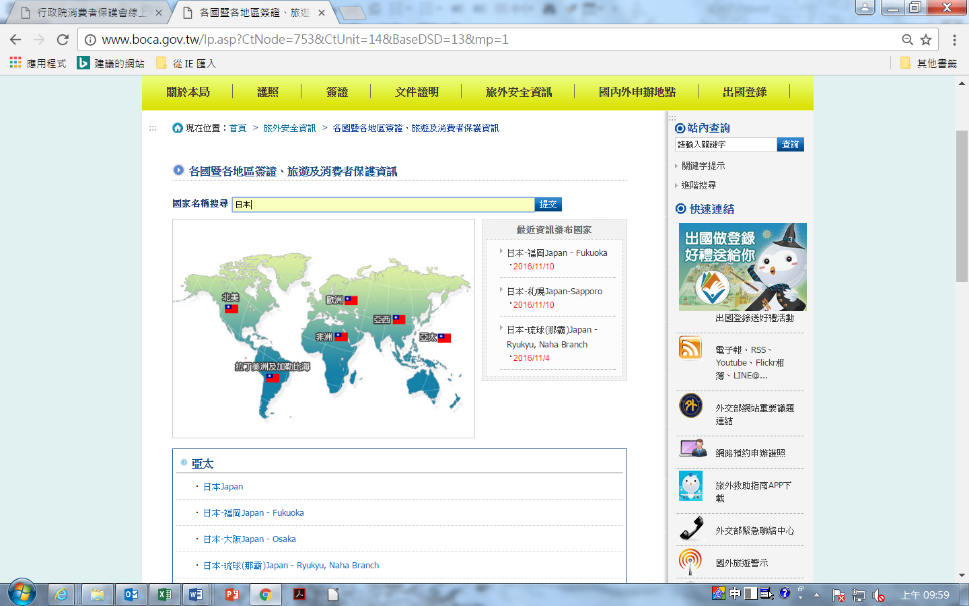 行政院消費者保護會線上
各國暨各地區簽證、旅遊
www.boca.gov.tw/lp.asp?CtNode=753&CtUnit=14&BaseDSD=13&mp=1
應用程式 建議的網站 從 IE 匯入 其他書籤
關於本局 護照 簽證 文件證明 旅外安全資訊 國內外申辦地點 出國登錄
現在位置：首頁 > 旅外安全資訊 > 各國暨各地區簽證、旅遊及消費者保護資訊
各國暨各地區簽證、旅遊及消費者保護資訊
國家名稱搜尋 日本 提交
北美
歐洲
亞西
非洲
亞太
拉丁美洲及加勒比海
最近資訊發布國家
日本-福岡Japan - Fukuoka
2016/11/10
日本-札幌Japan-Sapporo
2016/11/10
日本-琉球(那霸)Japan -
Ryukyu, Naha Branch
2016/11/4
亞太
日本Japan
日本-福岡Japan - Fukuoka
日本-大阪Japan - Osaka
日本-琉球(那霸)Japan - Ryukyu, Naha Branch
站內查詢
請輸入關鍵字 查詢
關鍵字提示
進階搜尋
快速連結
出國做登錄
好禮送給你
出國登錄送好禮活動
電子報、RSS、
Youtube、Flickr相
簿、LINE@...
外交部網站重要議題
連結
網路預約申辦護照
旅外救助指南APP下
載
外交部緊急聯絡中心
國外旅遊警示
中
上午 09:59